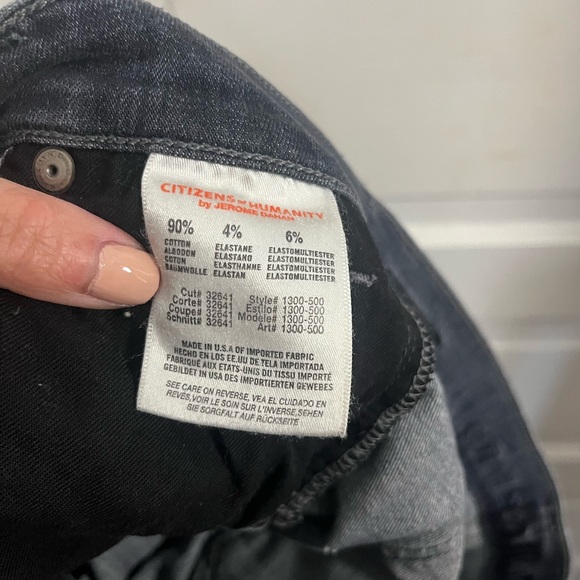 CITIZENS of HUMANITY
by JEROME DAHAN
90% 4% 6%
COTTON ELASTANE ELASTOMULTIESTER
ALGODON ELASTANO ELASTOMULTIESTER
COTON ELASTHANNE ELASTOMULTIESTER
BAUMWOLLE ELASTAN ELASTOMULTIESTER
Cut# 32641 Style# 1300-500
Corte# 32641 Estilo# 1300-500
Coupe# 32641 Modele# 1300-500
Schnitt# 32641 Art# 1300-500
MADE IN U.S.A OF IMPORTED FABRIC
HECHO EN LOS EE.UU DE TELA IMPORTADA
FABRIQUÉ AUX ETATS-UNIS DU TISSU IMPORTÉ
GEBILDET IN USA DES IMPORTIERTEN GEWEBES
SEE CARE ON REVERSE, VEA EL CUIDADO EN
REVÉS, VOIR LE SOIN SUR L'INVERSE, SEHEN
SIE SORGFALT AUF RÜCKSEITE